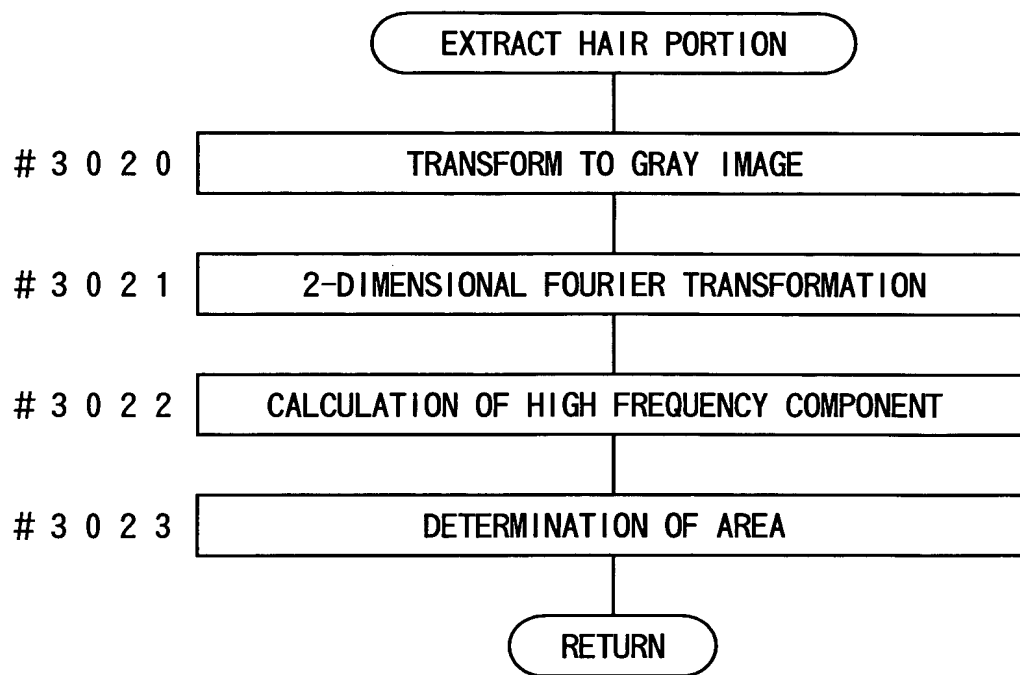 EXTRACT HAIR PORTION
#3020 TRANSFORM TO GRAY IMAGE
#3021 2-DIMENSIONAL FOURIER TRANSFORMATION
#3022 CALCULATION OF HIGH FREQUENCY COMPONENT
#3023 DETERMINATION OF AREA
RETURN